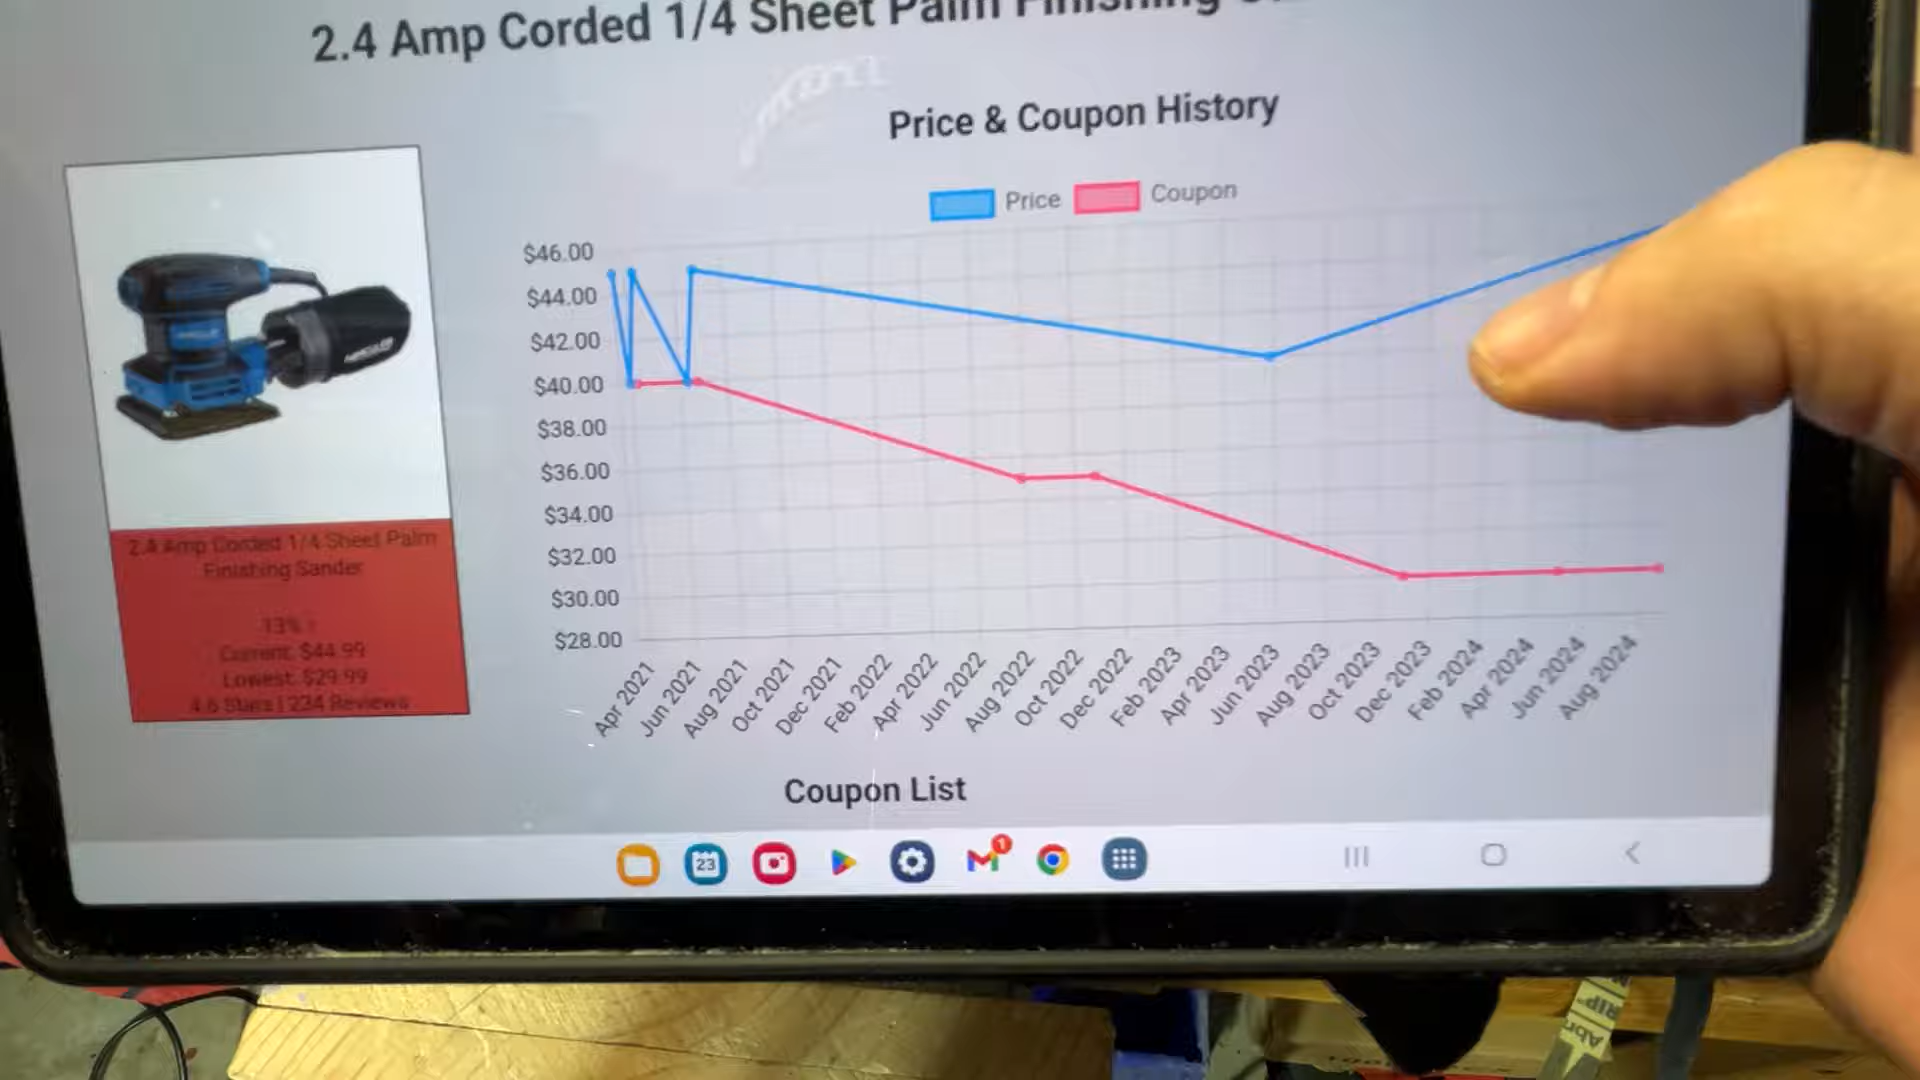 2.4 Amp Corded 1/4 Sheet Palm Finishing
Price & Coupon History
Price
Coupon
$46.00
$44.00
$42.00
$40.00
$38.00
$36.00
$34.00
$32.00
$30.00
$28.00
Apr 2021
Jun 2021
Aug 2021
Oct 2021
Dec 2021
Feb 2022
Apr 2022
Jun 2022
Aug 2022
Oct 2022
Dec 2022
Feb 2023
Apr 2023
Jun 2023
Aug 2023
Oct 2023
Dec 2023
Feb 2024
Apr 2024
Jun 2024
Aug 2024
2.4 Amp Corded 1/4 Sheet Palm
Finishing Sander
13%
Current: $44.99
Lowest: $29.99
4.6 Stars | 234 Reviews
Coupon List
23
1